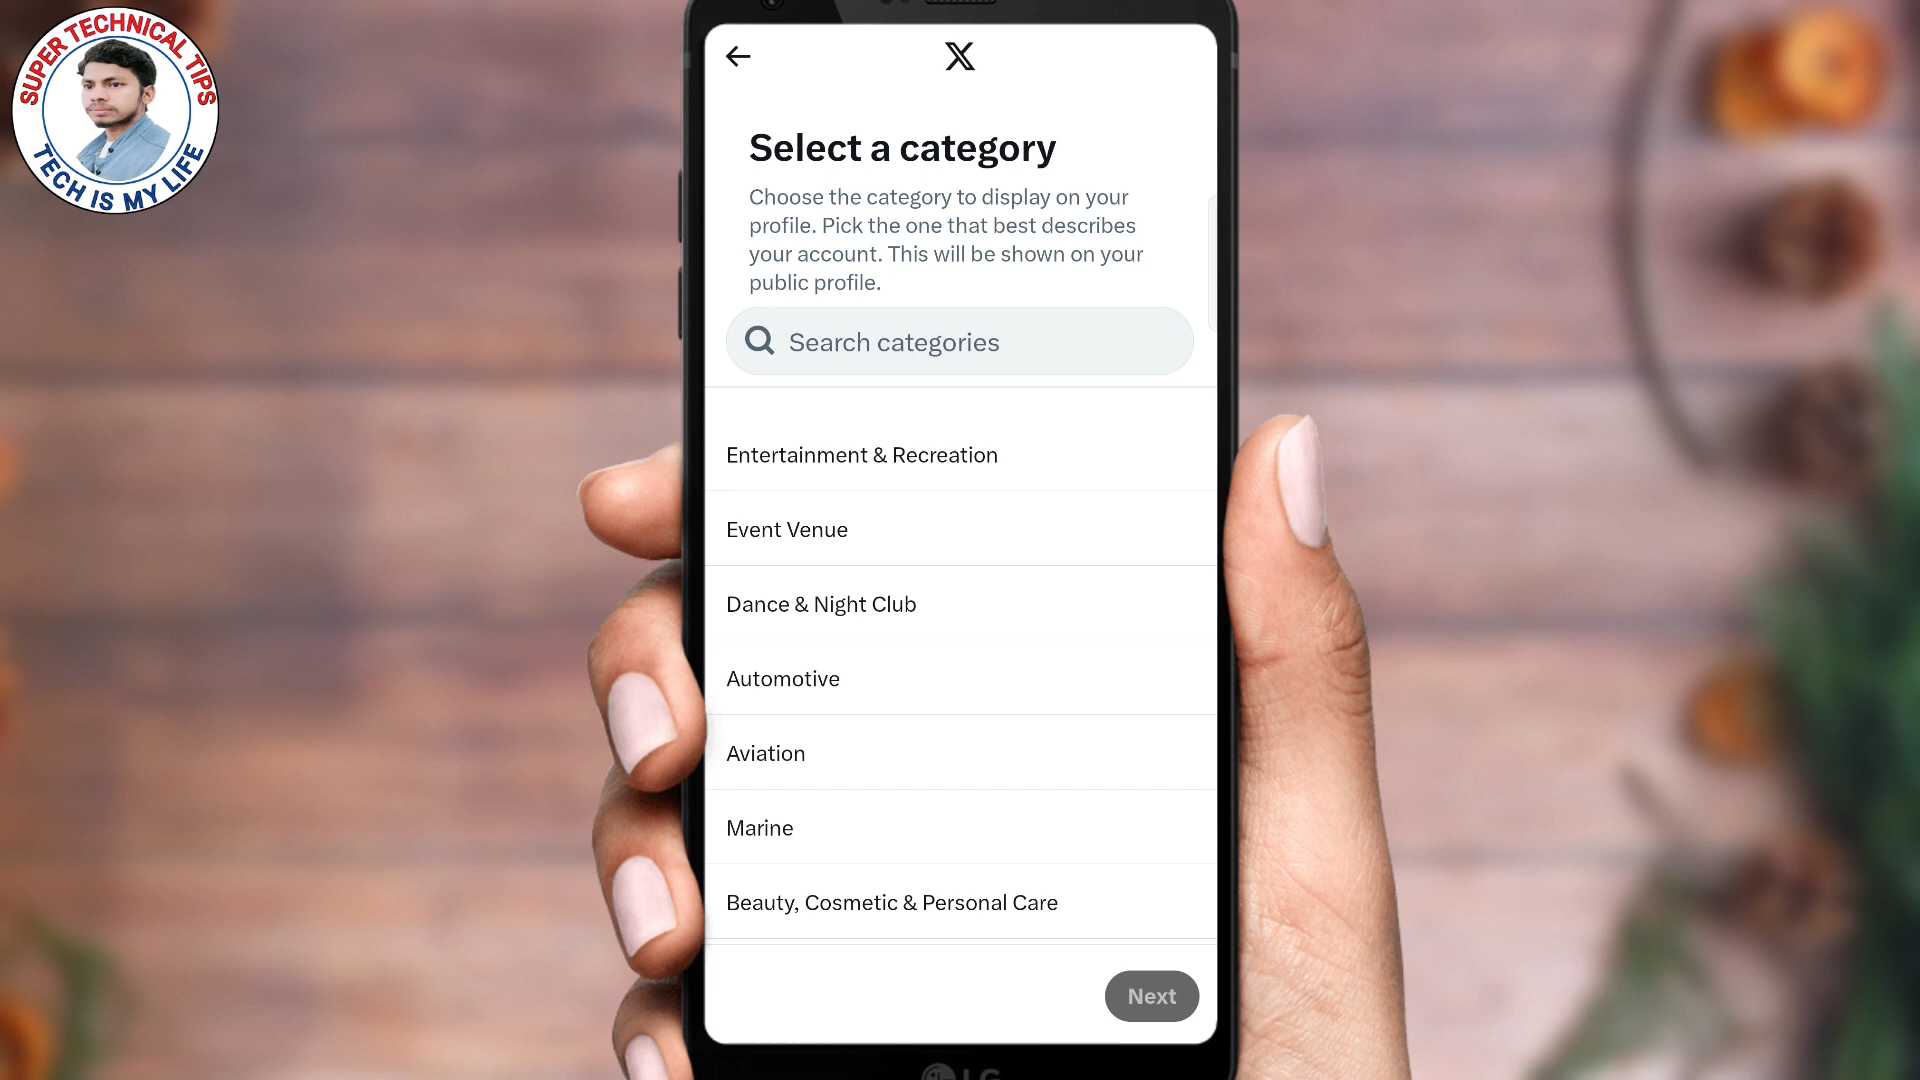 SUPER TECHNICAL TIPS
TECH IS MY LIFE
X
Select a category
Choose the category to display on your
profile. Pick the one that best describes
your account. This will be shown on your
public profile.
Search categories
Entertainment & Recreation
Event Venue
Dance & Night Club
Automotive
Aviation
Marine
Beauty, Cosmetic & Personal Care
Next
LG